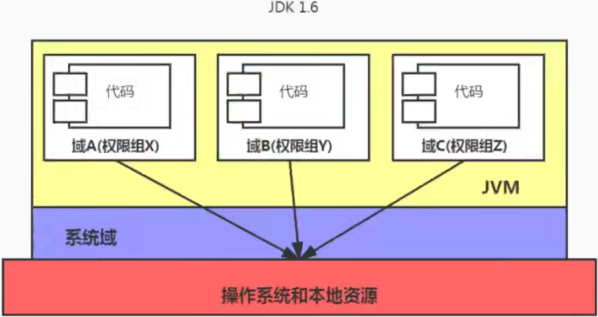 JDK 1.6
代码
代码
代码
域A(权限组X)
域B(权限组Y)
域C(权限组Z)
JVM
系统域
操作系统和本地资源